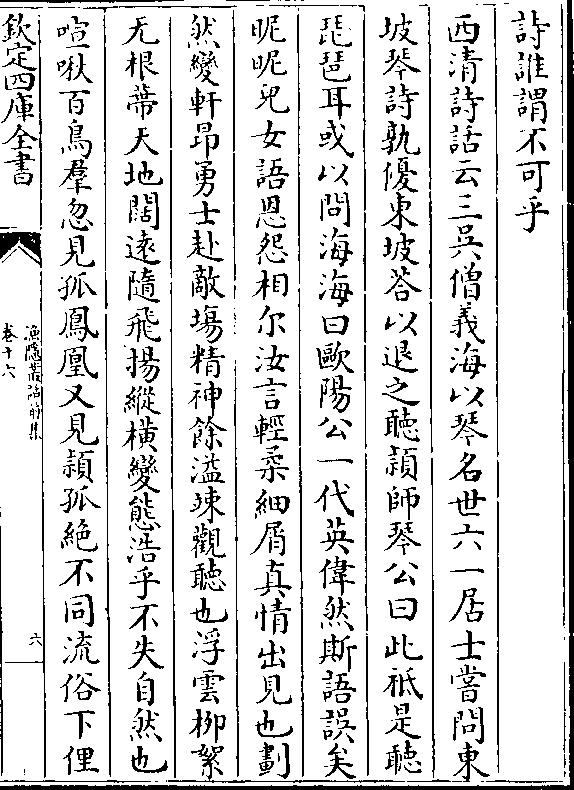 詩誰謂不可乎
西清詩話云三吳僧義海以琴名世六一居士嘗問東
坡琴詩孰優東坡荅以退之聽頴師琴公曰此祗是聽
琵琶耳或以問海海曰歐陽公一代英偉然斯語誤矣
昵昵兒女語恩怨相尔汝言輕柔細屑真情出見也劃
然變軒昂勇士赴敵塲精神餘溢竦觀聽也浮雲栁絮
无根蒂天地闊逺隨飛揚縱横變態浩乎不失自然也
喧啾百鳥羣忽見孤鳳凰又見頴孤絶不同流俗下俚
欽定四庫全書
漁隱叢話前集
卷十六
六